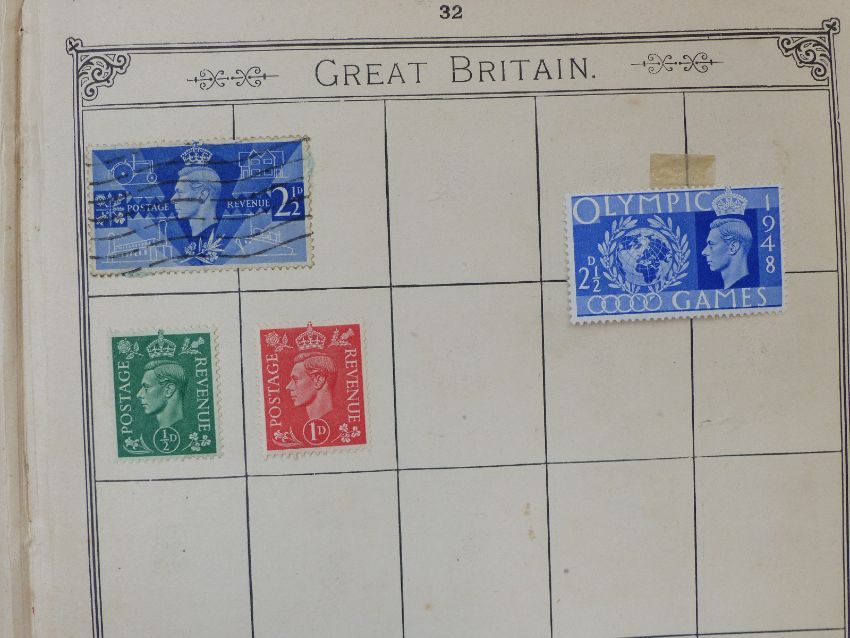 32
GREAT BRITAIN.
POSTAGE REVENUE 2½D
OLYMPIC 1948
2½D
GAMES
POSTAGE REVENUE
½D
POSTAGE REVENUE
1D